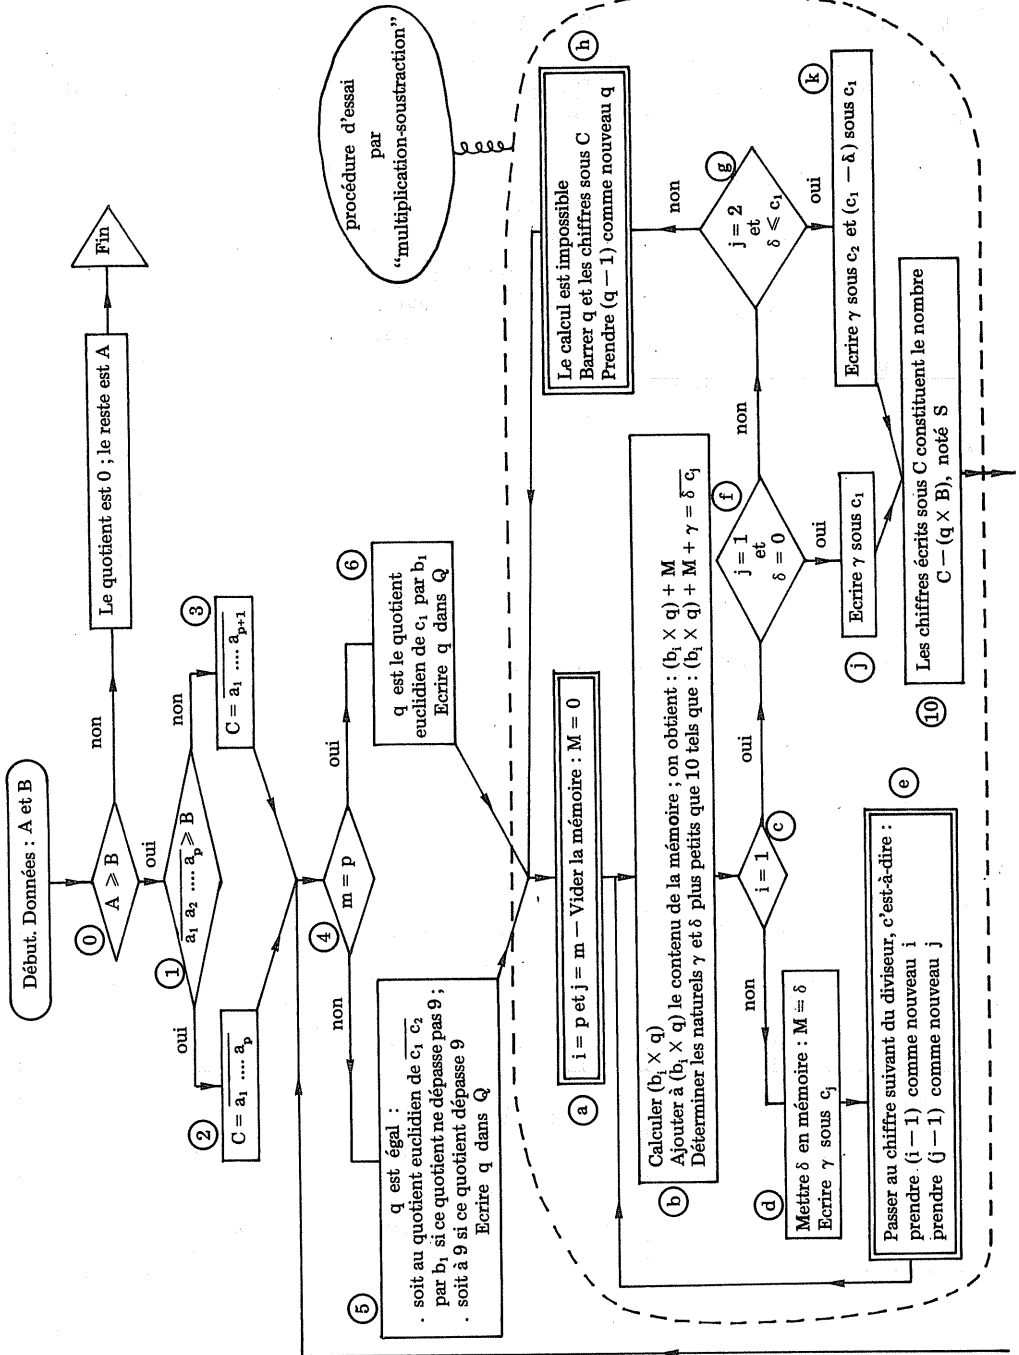 Début. Données : A et B
0
A ⩾ B
non
Le quotient est 0 ; le reste est A
Fin
oui
1
a₁ a₂ .... aₚ ⩾ B
oui
non
2
C = a₁ .... aₚ
3
C = a₁ .... aₚ₊₁
4
m = p
non
oui
5
q est égal :
. soit au quotient euclidien de c₁ c₂
par b₁ si ce quotient ne dépasse pas 9 ;
. soit à 9 si ce quotient dépasse 9
Ecrire q dans Q
6
q est le quotient
euclidien de c₁ par b₁
Ecrire q dans Q
procédure d'essai
par
“multiplication-soustraction”
a
i = p et j = m — Vider la mémoire : M = 0
h
Le calcul est impossible
Barrer q et les chiffres sous C
Prendre (q — 1) comme nouveau q
b
Calculer (bᵢ × q)
Ajouter à (bᵢ × q) le contenu de la mémoire ; on obtient : (bᵢ × q) + M
Déterminer les naturels γ et δ plus petits que 10 tels que : (bᵢ × q) + M + γ = δ cⱼ
c
i = 1
non
oui
d
Mettre δ en mémoire : M = δ
Ecrire γ sous cⱼ
e
Passer au chiffre suivant du diviseur, c'est-à-dire :
prendre (i — 1) comme nouveau i
prendre (j — 1) comme nouveau j
f
j = 1
et
δ = 0
non
oui
g
j = 2
et
δ ⩽ c₁
non
oui
j
Ecrire γ sous c₁
k
Ecrire γ sous c₂ et (c₁ — δ) sous c₁
10
Les chiffres écrits sous C constituent le nombre
C — (q × B), noté S